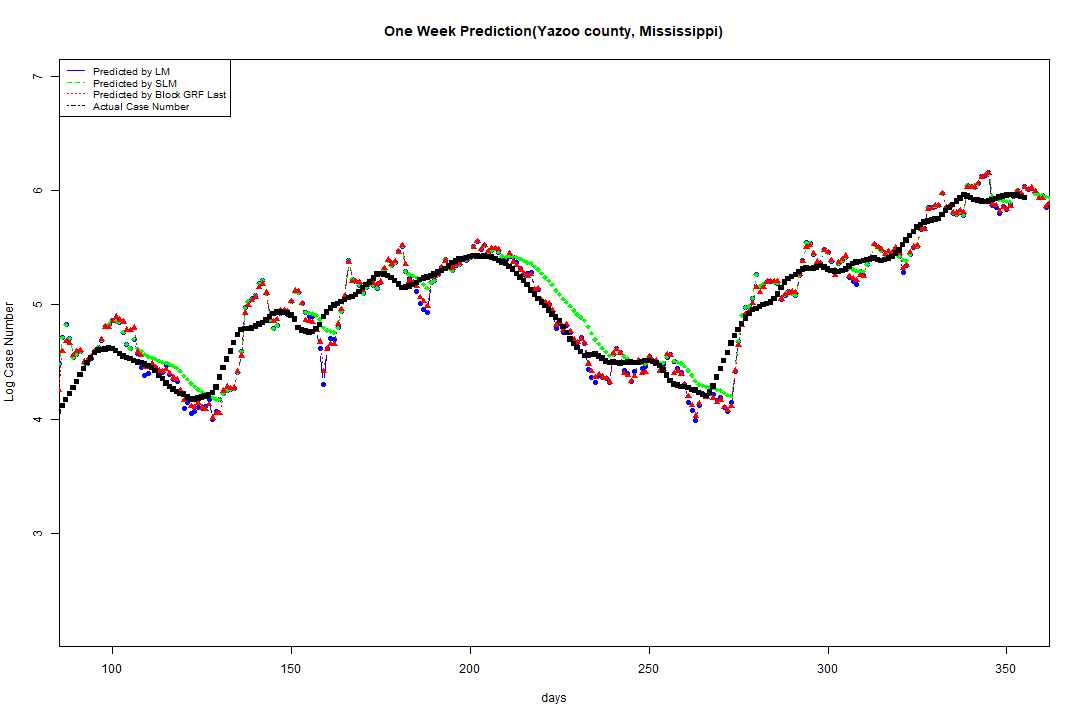 One Week Prediction(Yazoo county, Mississippi)
Predicted by LM
Predicted by SLM
Predicted by Block GRF Last
Actual Case Number
Log Case Number
7
6
5
4
3
100 150 200 250 300 350
days